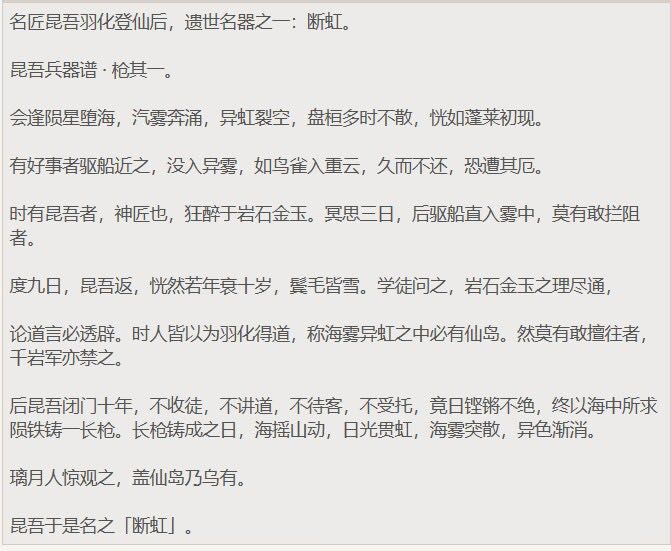 名匠昆吾羽化登仙后，遗世名器之一：断虹。
昆吾兵器谱 · 枪其一。
会逢陨星堕海，汽雾奔涌，异虹裂空，盘桓多时不散，恍如蓬莱初现。
有好事者驱船近之，没入异雾，如鸟雀入重云，久而不还，恐遭其厄。
时有昆吾者，神匠也，狂醉于岩石金玉。冥思三日，后驱船直入雾中，莫有敢拦阻
者。
度九日，昆吾返，恍然若年衰十岁，鬓毛皆雪。学徒问之，岩石金玉之理尽通，
论道言必透辟。时人皆以为羽化得道，称海雾异虹之中必有仙岛。然莫有敢擅往者，
千岩军亦禁之。
后昆吾闭门十年，不收徒，不讲道，不待客，不受托，竟日铿锵不绝，终以海中所求
陨铁铸一长枪。长枪铸成之日，海摇山动，日光贯虹，海雾突散，异色渐消。
璃月人惊观之，盖仙岛乃乌有。
昆吾于是名之「断虹」。